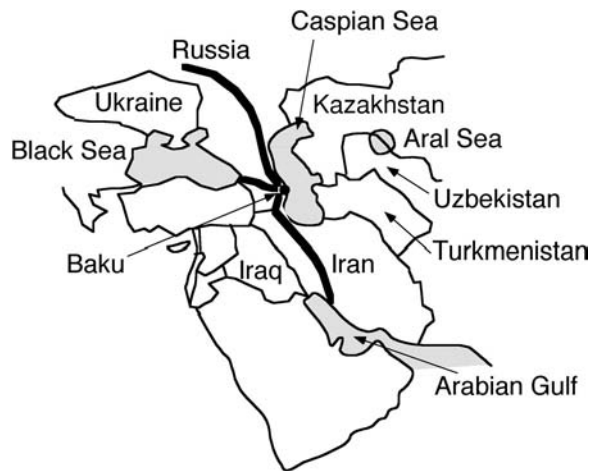 Caspian Sea
Russia
Ukraine
Kazakhstan
Black Sea
Aral Sea
Uzbekistan
Baku
Iraq
Iran
Turkmenistan
Arabian Gulf